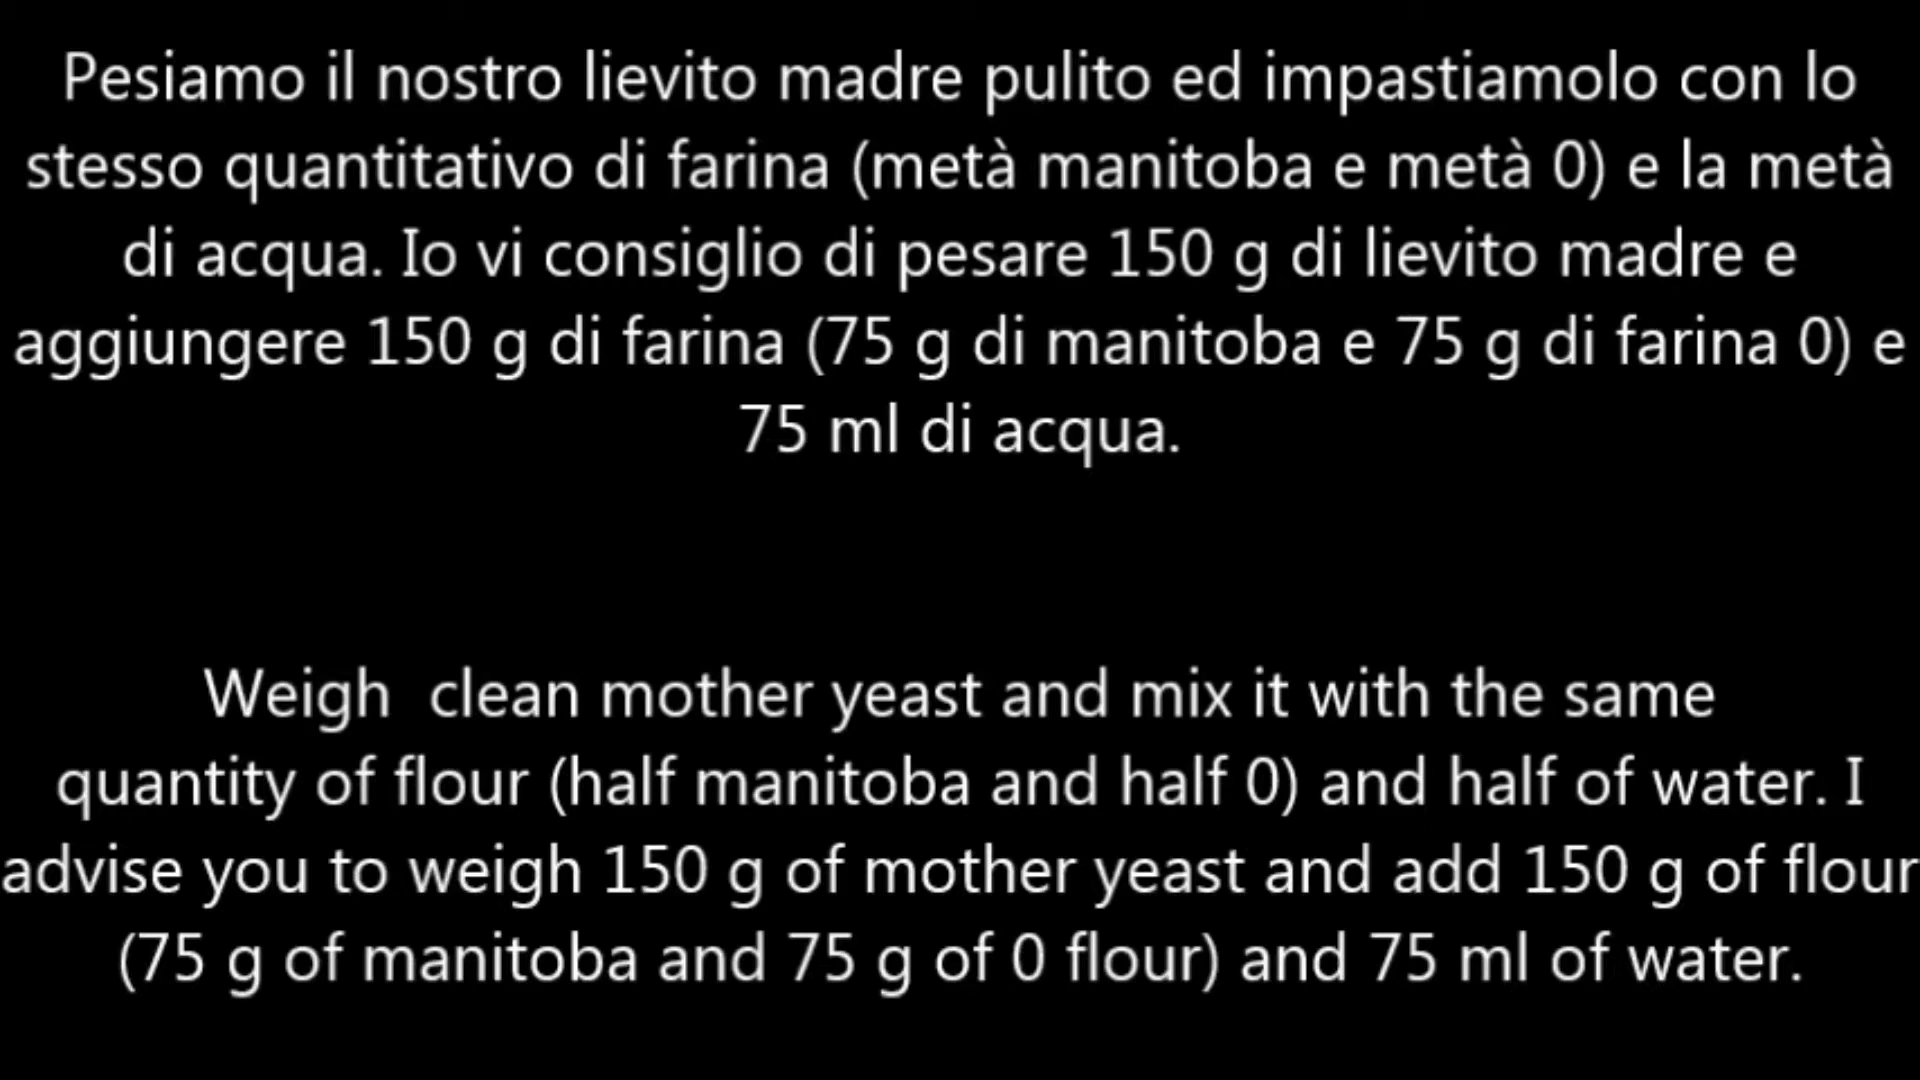 Pesiamo il nostro lievito madre pulito ed impastiamolo con lo
stesso quantitativo di farina (metà manitoba e metà 0) e la metà
di acqua. Io vi consiglio di pesare 150 g di lievito madre e
aggiungere 150 g di farina (75 g di manitoba e 75 g di farina 0) e
75 ml di acqua.
Weigh  clean mother yeast and mix it with the same
quantity of flour (half manitoba and half 0) and half of water. I
advise you to weigh 150 g of mother yeast and add 150 g of flour
(75 g of manitoba and 75 g of 0 flour) and 75 ml of water.